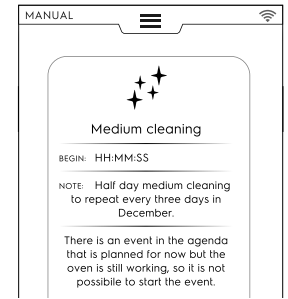 MANUAL
Medium cleaning
BEGIN: HH:MM:SS
NOTE: Half day medium cleaning
to repeat every three days in
December.
There is an event in the agenda
that is planned for now but the
oven is still working, so it is not
possibile to start the event.